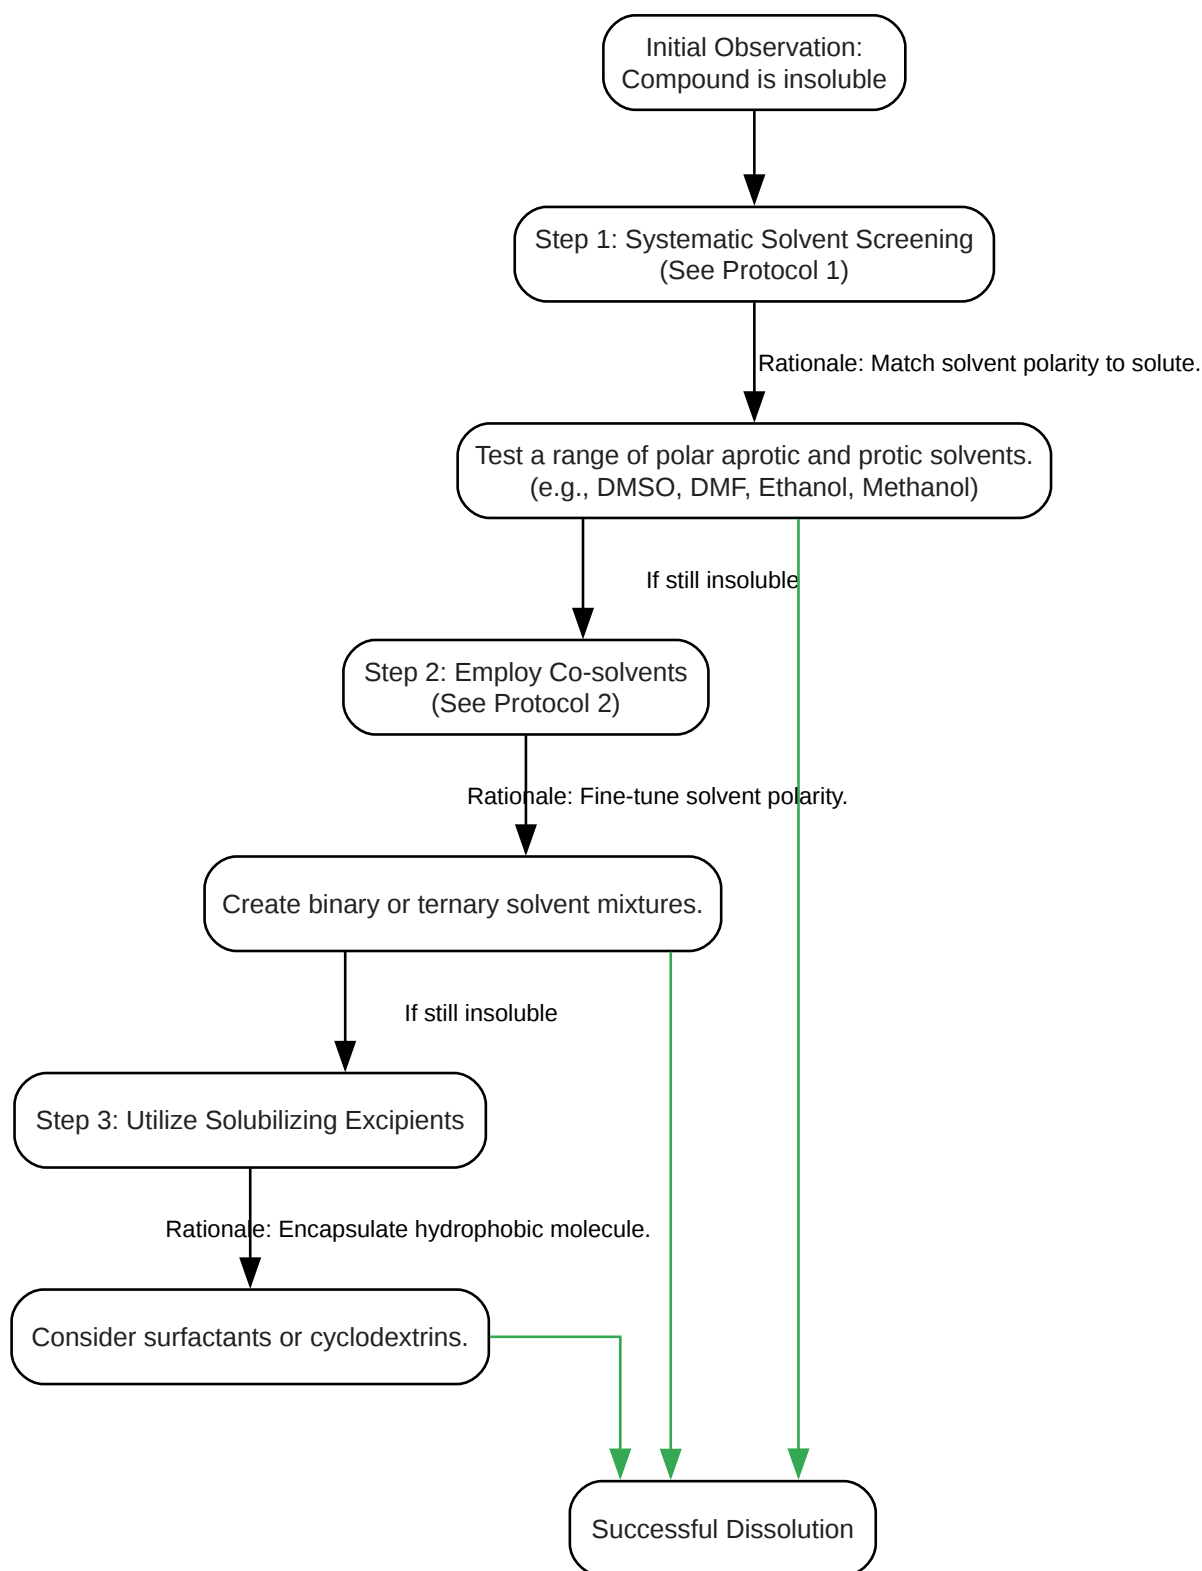 Initial Observation:
Compound is insoluble
Step 1: Systematic Solvent Screening
(See Protocol 1)
Rationale: Match solvent polarity to solute.
Test a range of polar aprotic and protic solvents.
(e.g., DMSO, DMF, Ethanol, Methanol)
If still insoluble
Step 2: Employ Co-solvents
(See Protocol 2)
Rationale: Fine-tune solvent polarity.
Create binary or ternary solvent mixtures.
If still insoluble
Step 3: Utilize Solubilizing Excipients
Rationale: Encapsulate hydrophobic molecule.
Consider surfactants or cyclodextrins.
Successful Dissolution